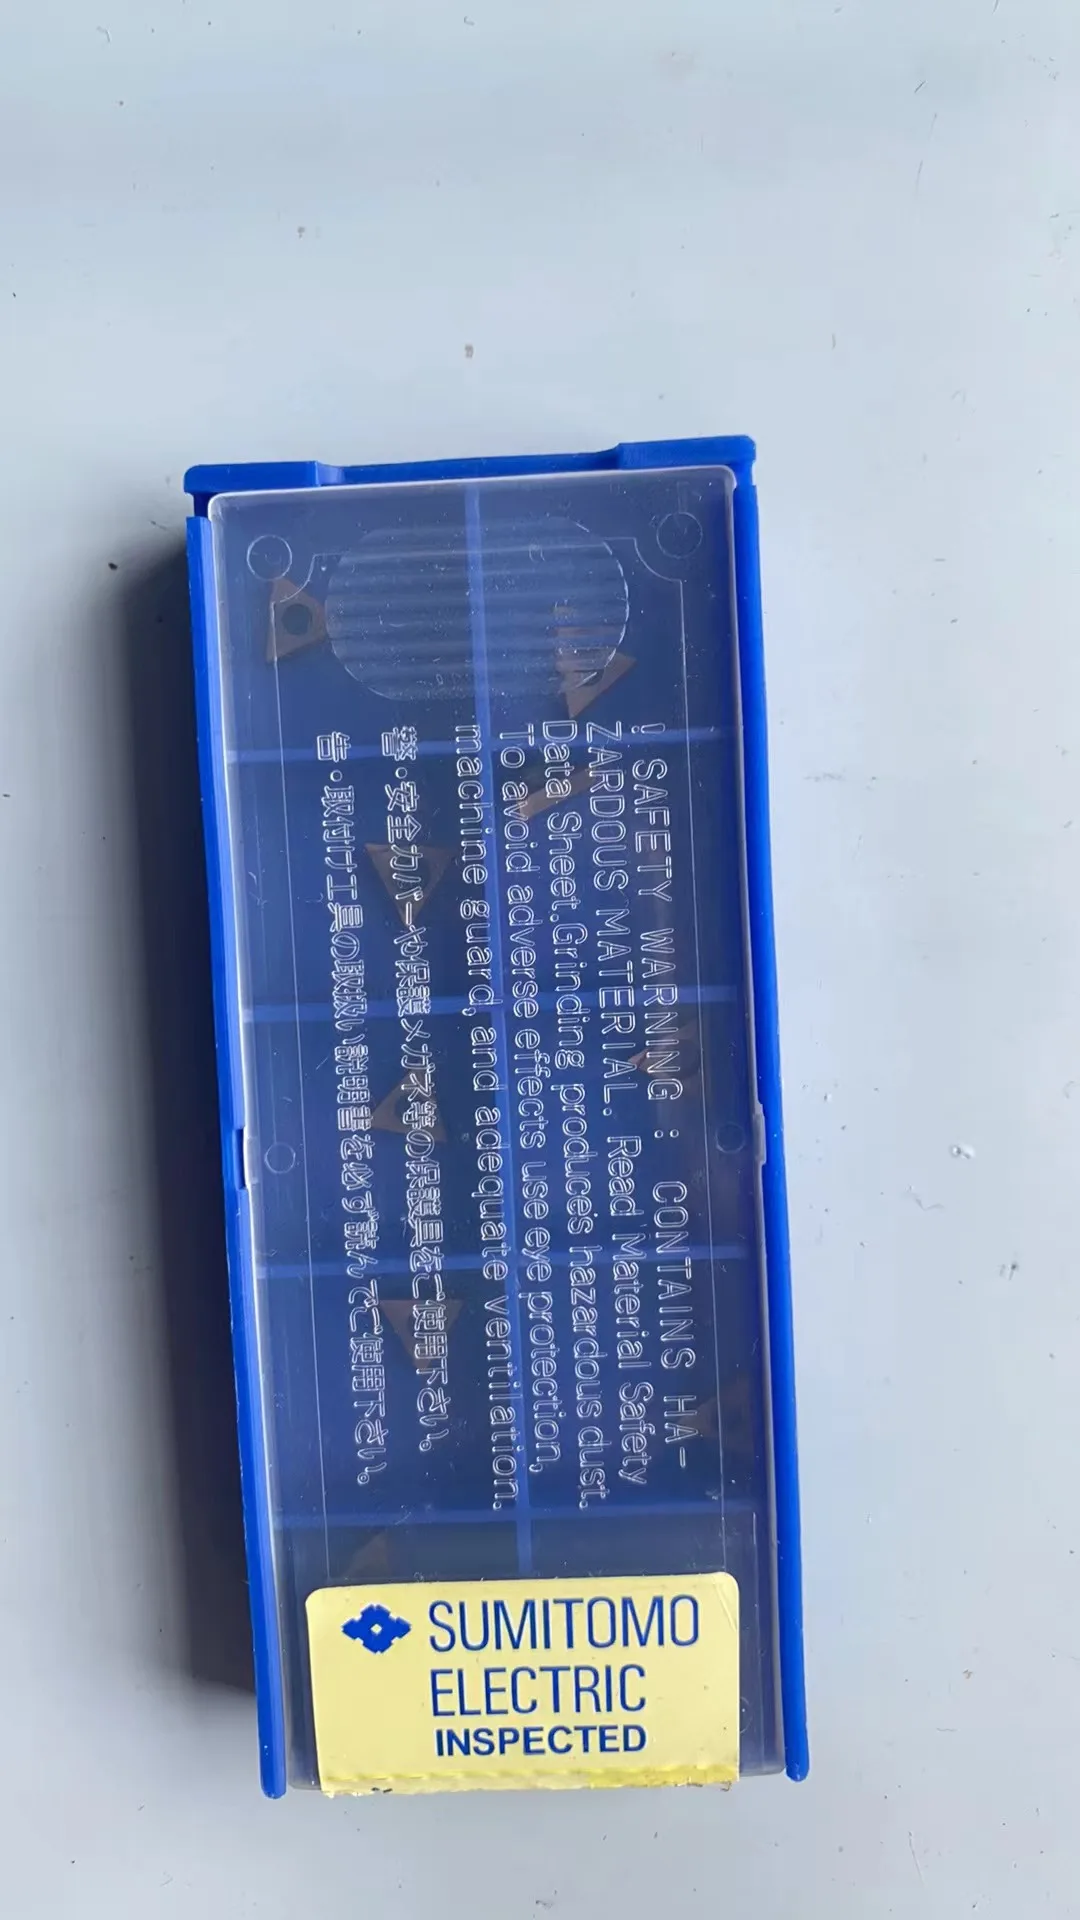 ! SAFETY WARNING : CONTAINS HA-
ZARDOUS MATERIAL. Read Material Safety
Data Sheet.Grinding produces hazardous dust.
To avoid adverse effects use eye protection,
machine guard, and adequate ventilation.
警・安全カバーや保護メガネ等の保護具をご使用下さい。
告・取付け工具の取扱い説明書を必ず読んでご使用下さい。
SUMITOMO
ELECTRIC
INSPECTED